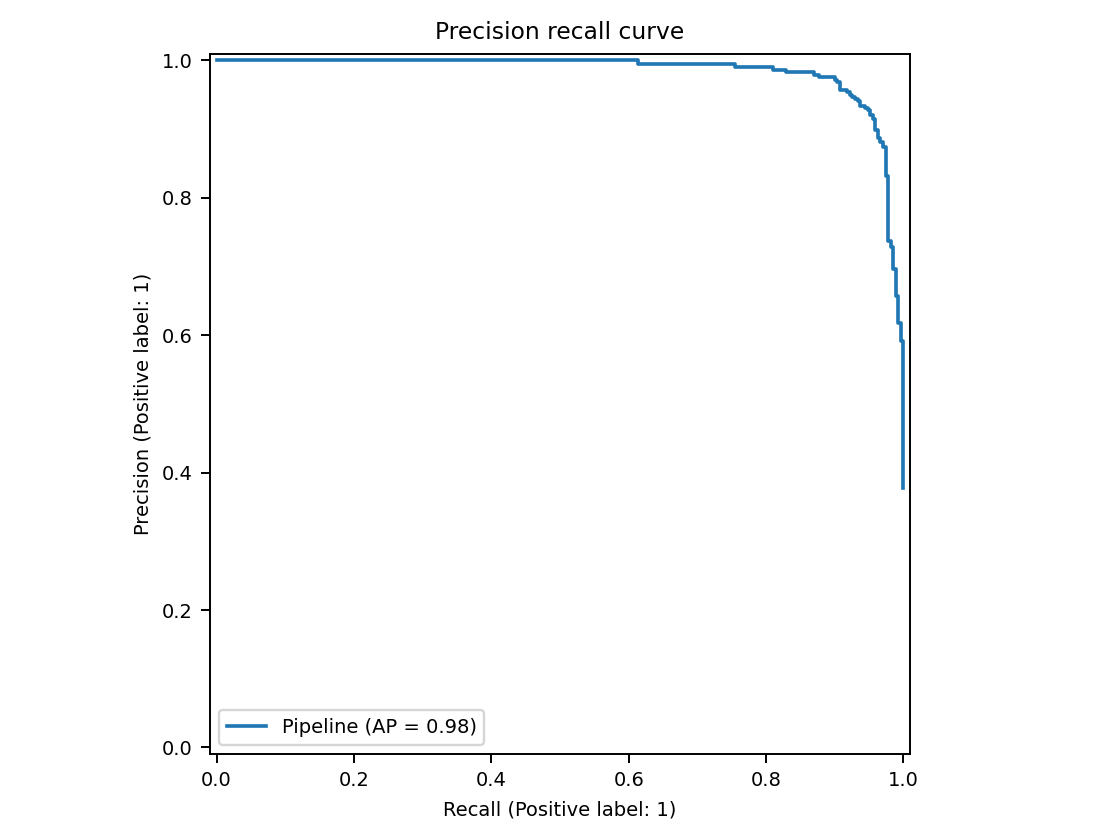 Precision recall curve
1.0
0.8
0.6
0.4
0.2
0.0
Precision (Positive label: 1)
Pipeline (AP = 0.98)
0.0 0.2 0.4 0.6 0.8 1.0
Recall (Positive label: 1)